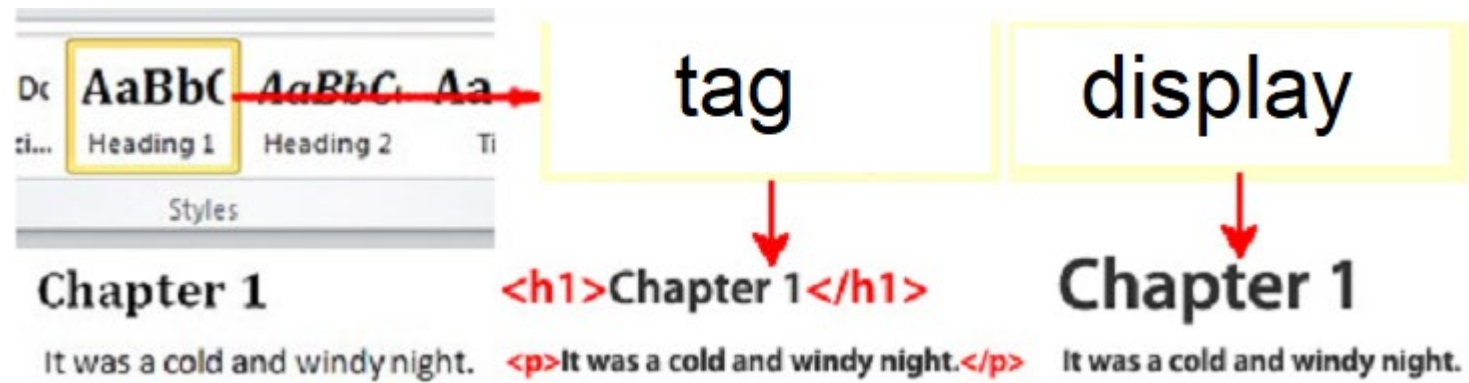 AaBbC AaBbC Aa
Heading 1 Heading 2
Styles
Chapter 1
It was a cold and windy night.
tag
<h1>Chapter 1</h1>
<p>It was a cold and windy night.</p>
display
Chapter 1
It was a cold and windy night.